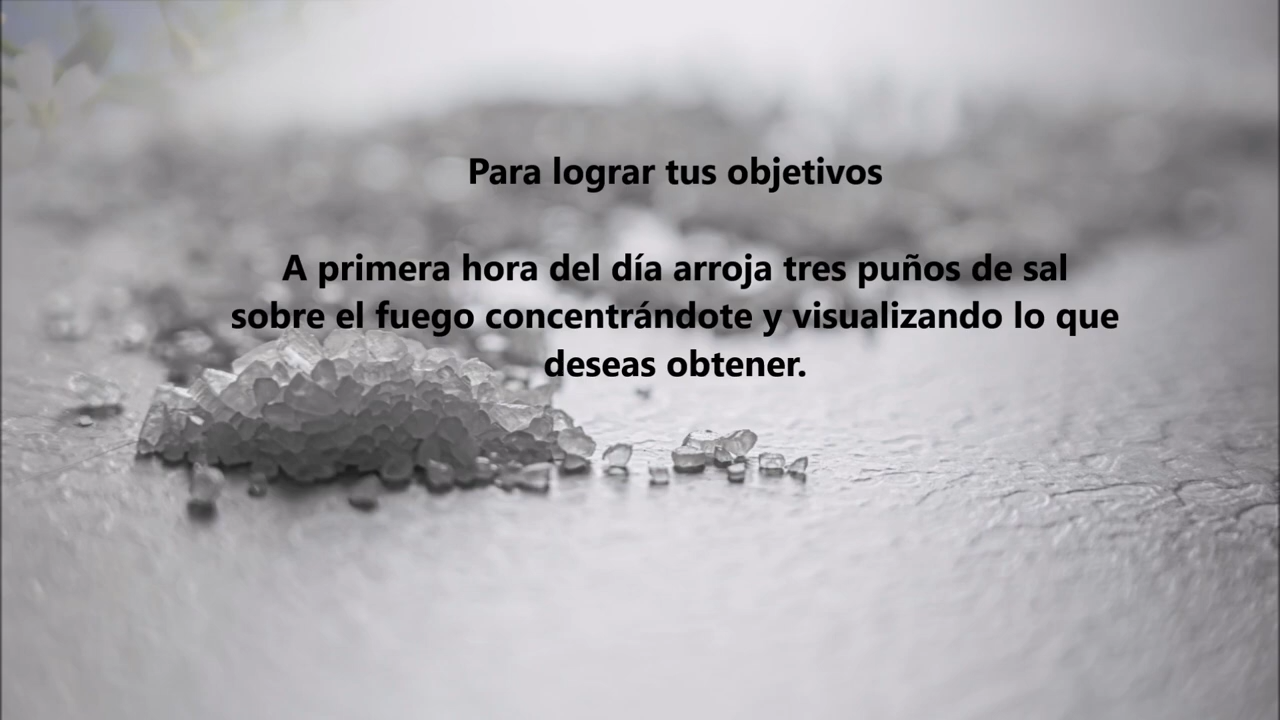 Para lograr tus objetivos
A primera hora del día arroja tres puños de sal
sobre el fuego concentrándote y visualizando lo que
deseas obtener.